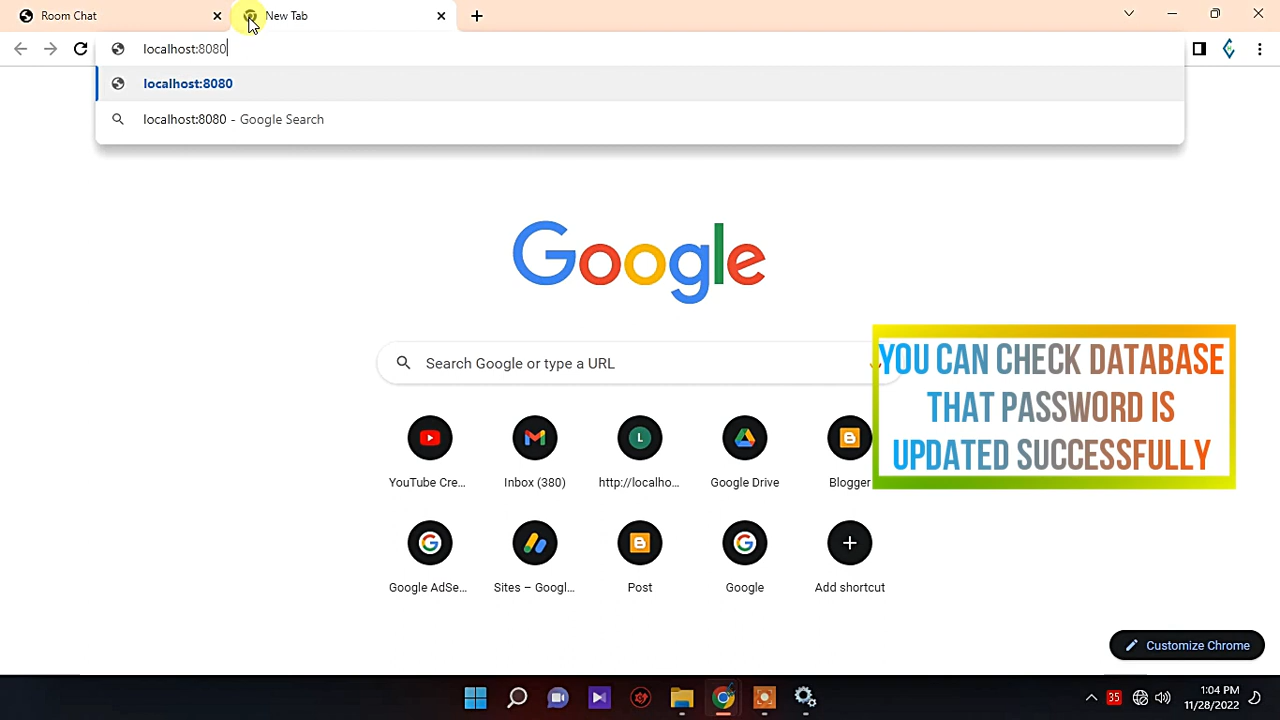 Room Chat
New Tab
localhost:8080
localhost:8080
localhost:8080 - Google Search
Google
Search Google or type a URL
YOU CAN CHECK DATABASE
THAT PASSWORD IS
UPDATED SUCCESSFULLY
L
YouTube Cre...
Inbox (380)
http://localho...
Google Drive
Blogger
Google AdSe...
Sites – Googl...
Post
Google
Add shortcut
Customize Chrome
35
1:04 PM
11/28/2022